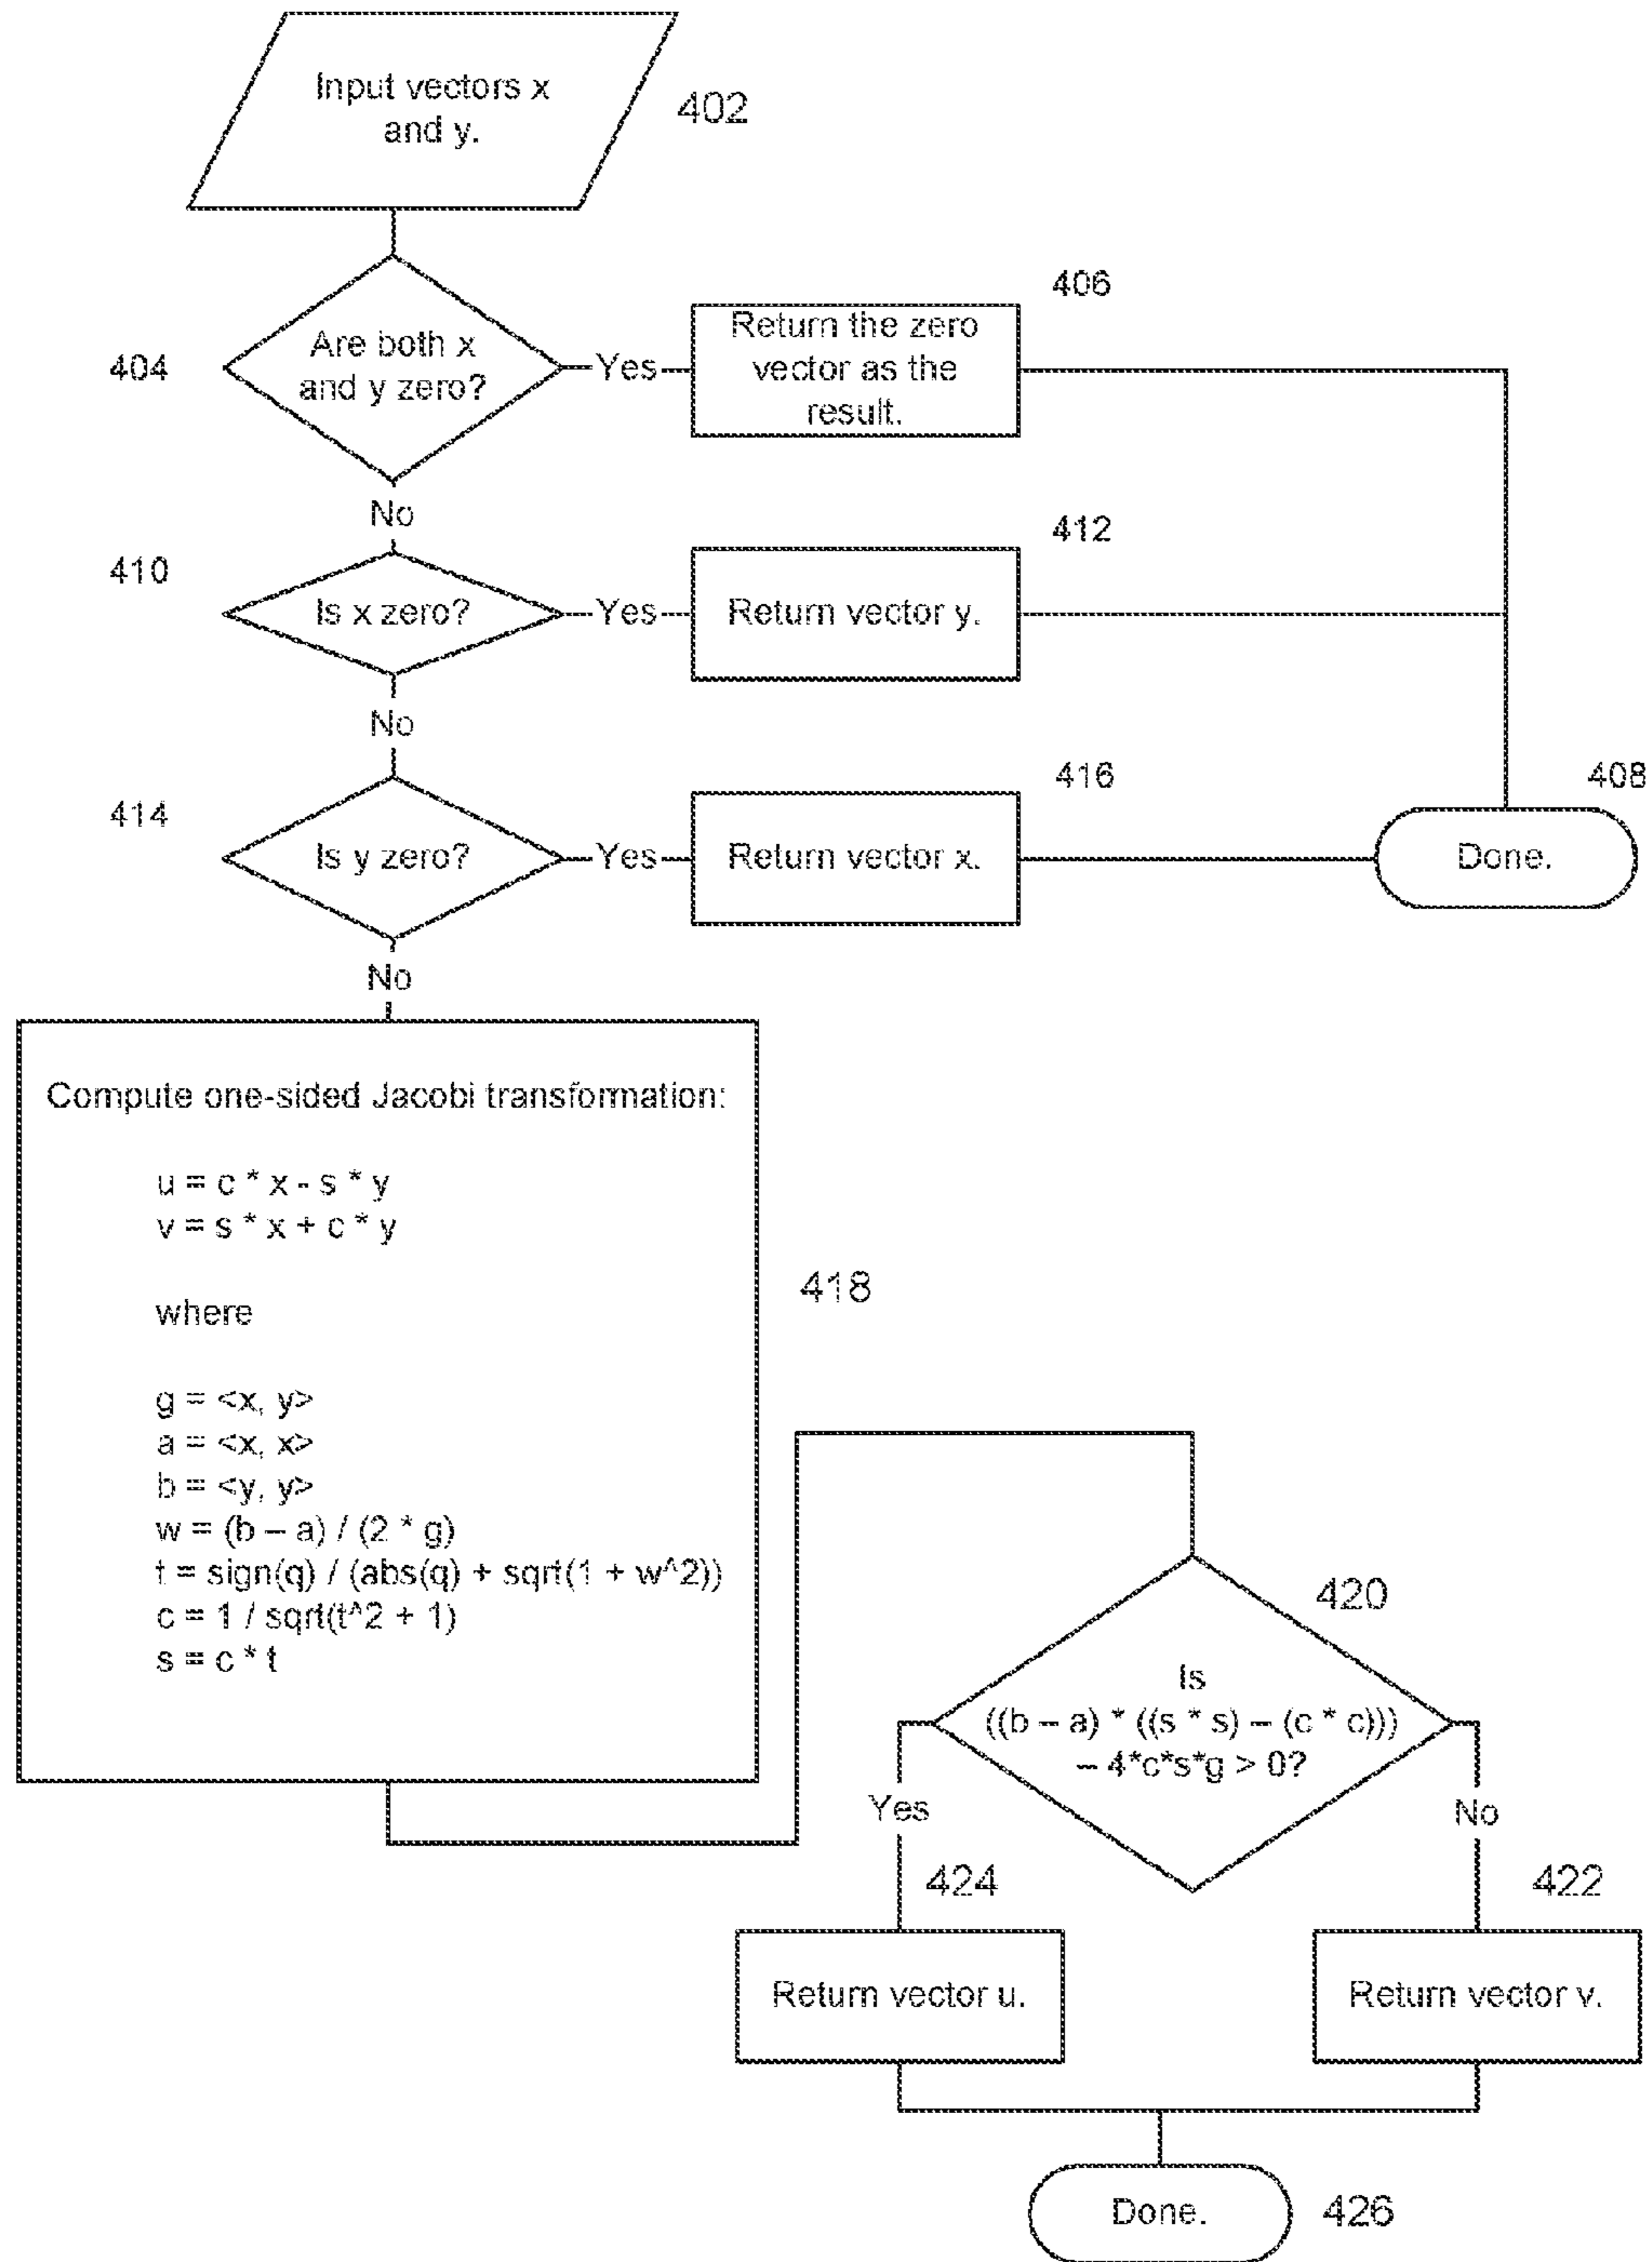 Input vectors x
and y.
402
406
Are both x
and y zero?
404
Yes
Return the zero
vector as the
result.
No
412
410
Is x zero?
Yes
Return vector y.
No
416
408
414
Is y zero?
Yes
Return vector x.
Done.
No
Compute one-sided Jacobi transformation:
u = c * x - s * y
v = s * x + c * y
where
418
g = <x, y>
a = <x, x>
b = <y, y>
w = (b – a) / (2 * g)
t = sign(q) / (abs(q) + sqrt(1 + w^2))
c = 1 / sqrt(t^2 + 1)
s = c * t
420
Is
((b – a) * ((s * s) – (c * c)))
– 4*c*s*g > 0?
Yes
No
424
422
Return vector u.
Return vector v.
Done.
426